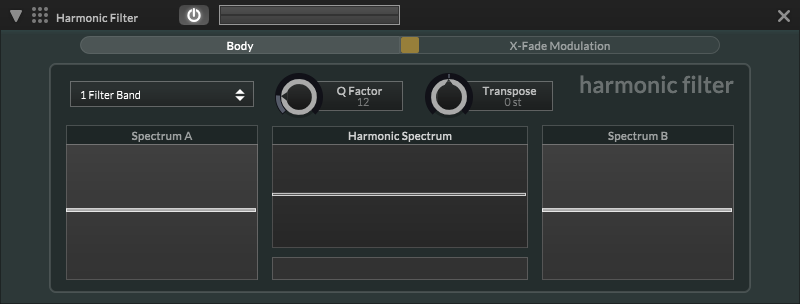 Harmonic Filter
Body
X-Fade Modulation
1 Filter Band
Q Factor
12
Transpose
0 st
harmonic filter
Spectrum A
Harmonic Spectrum
Spectrum B